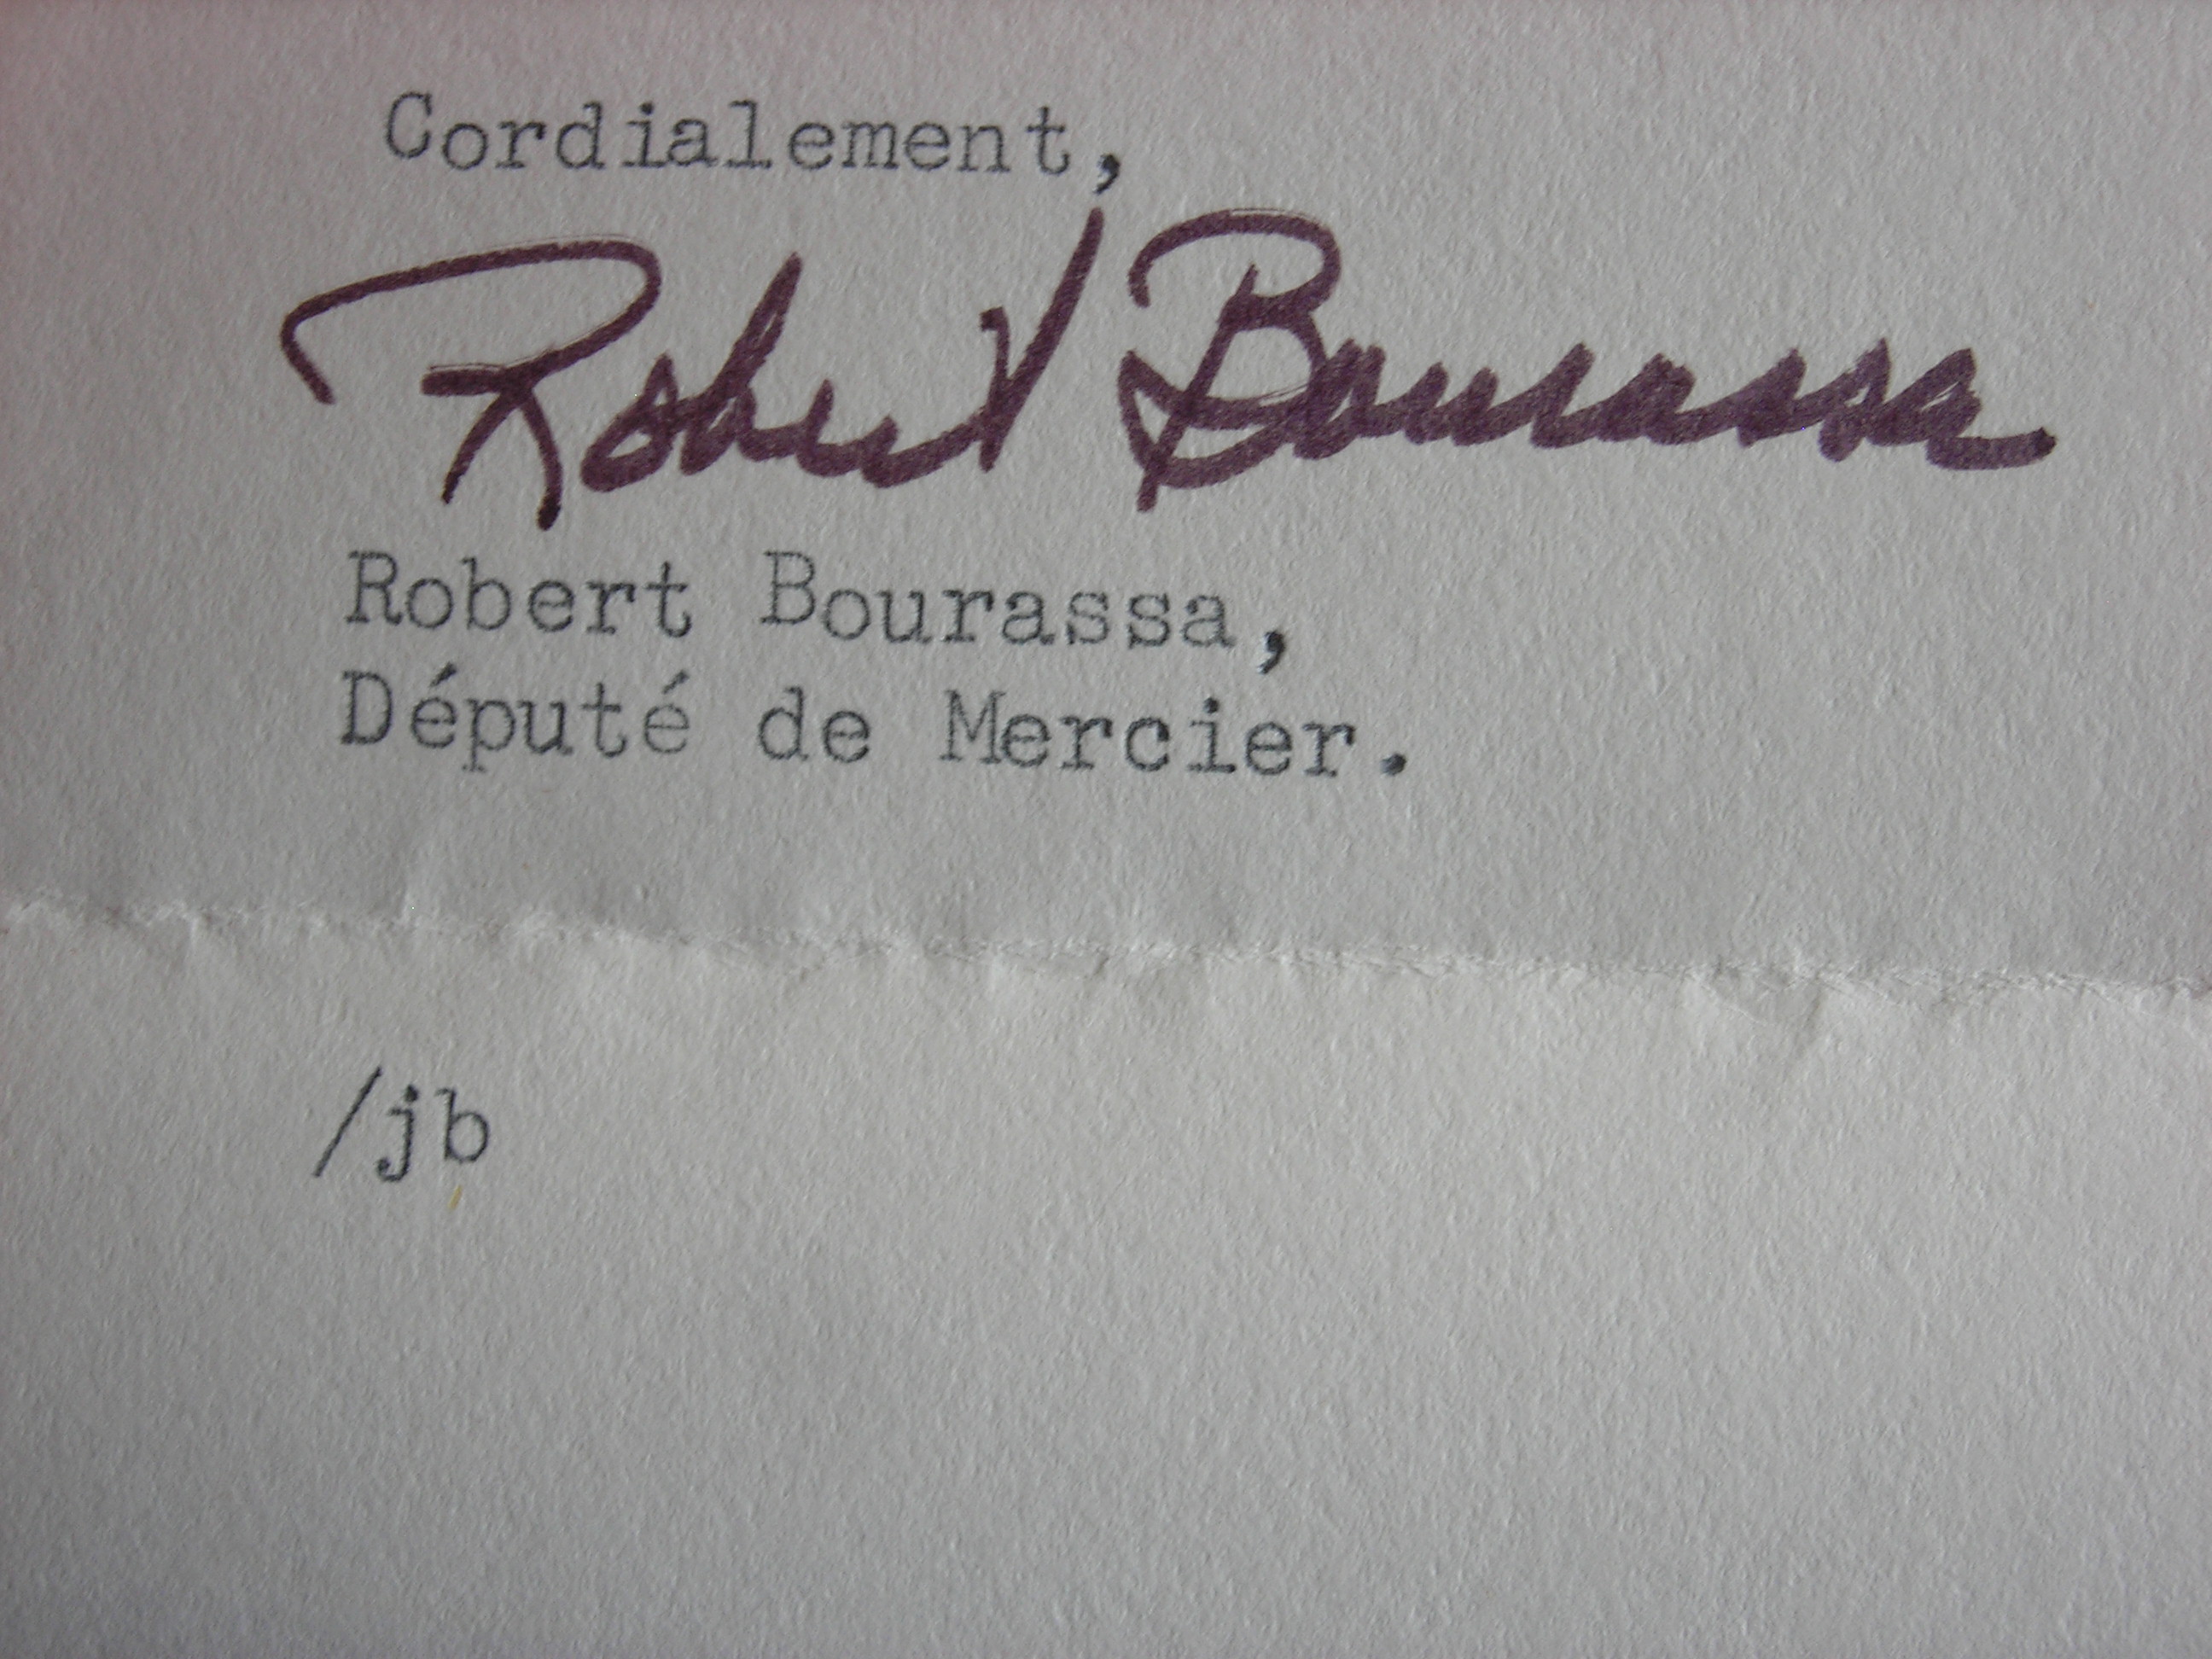 Cordialement,
Robert Bourassa
Robert Bourassa,
Député de Mercier.
/jb